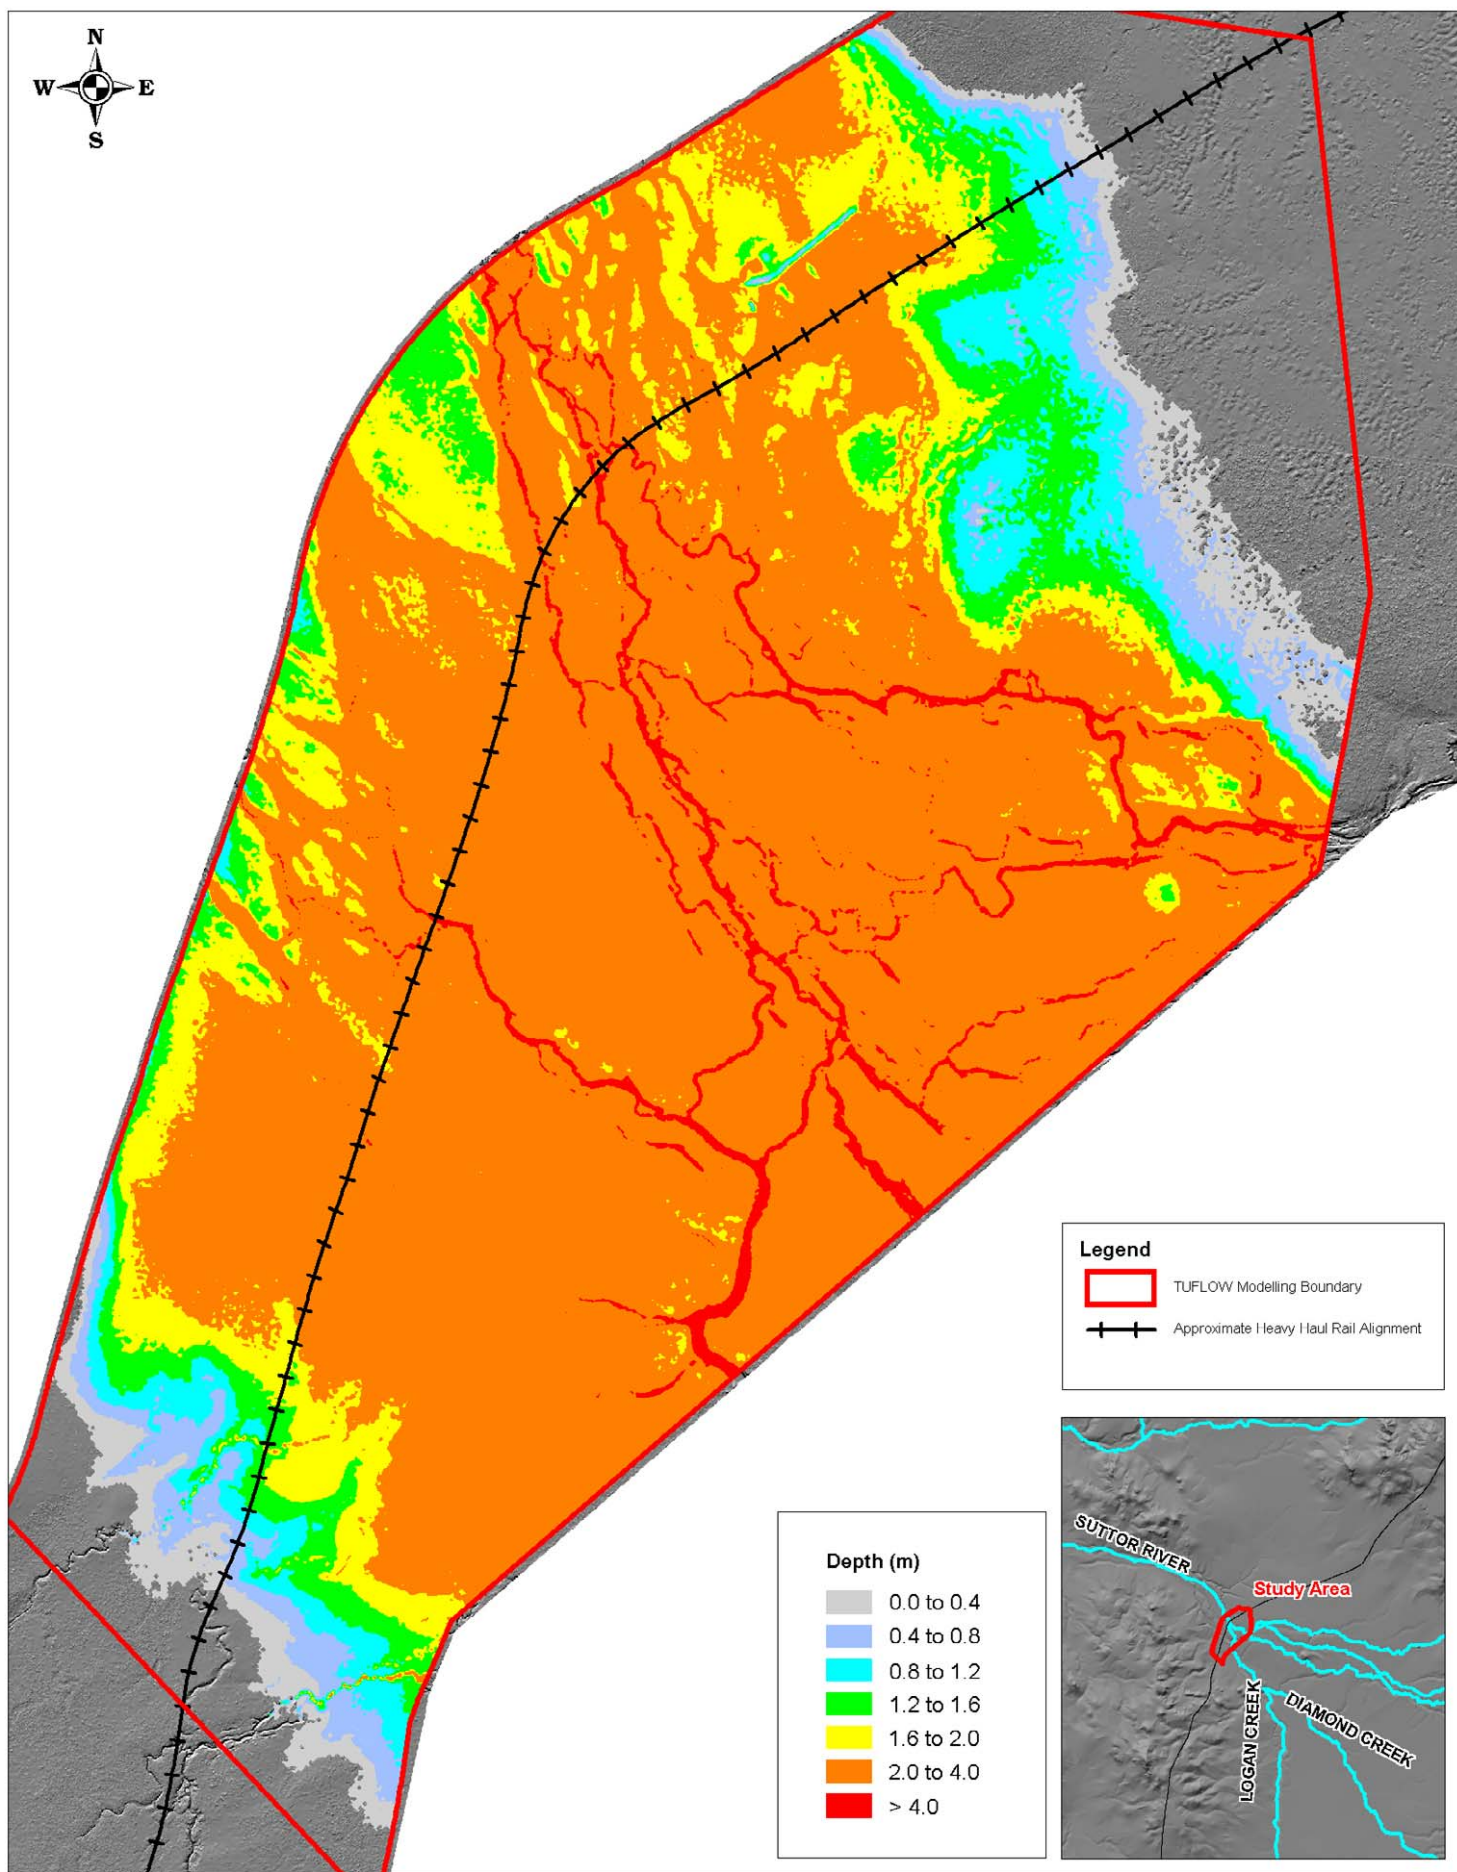 N
W E
S
Legend
TUFLOW Modelling Boundary
Approximate Heavy Haul Rail Alignment
Depth (m)
0.0 to 0.4
0.4 to 0.8
0.8 to 1.2
1.2 to 1.6
1.6 to 2.0
2.0 to 4.0
> 4.0
SUTTOR RIVER
Study Area
LOGAN CREEK
DIAMOND CREEK